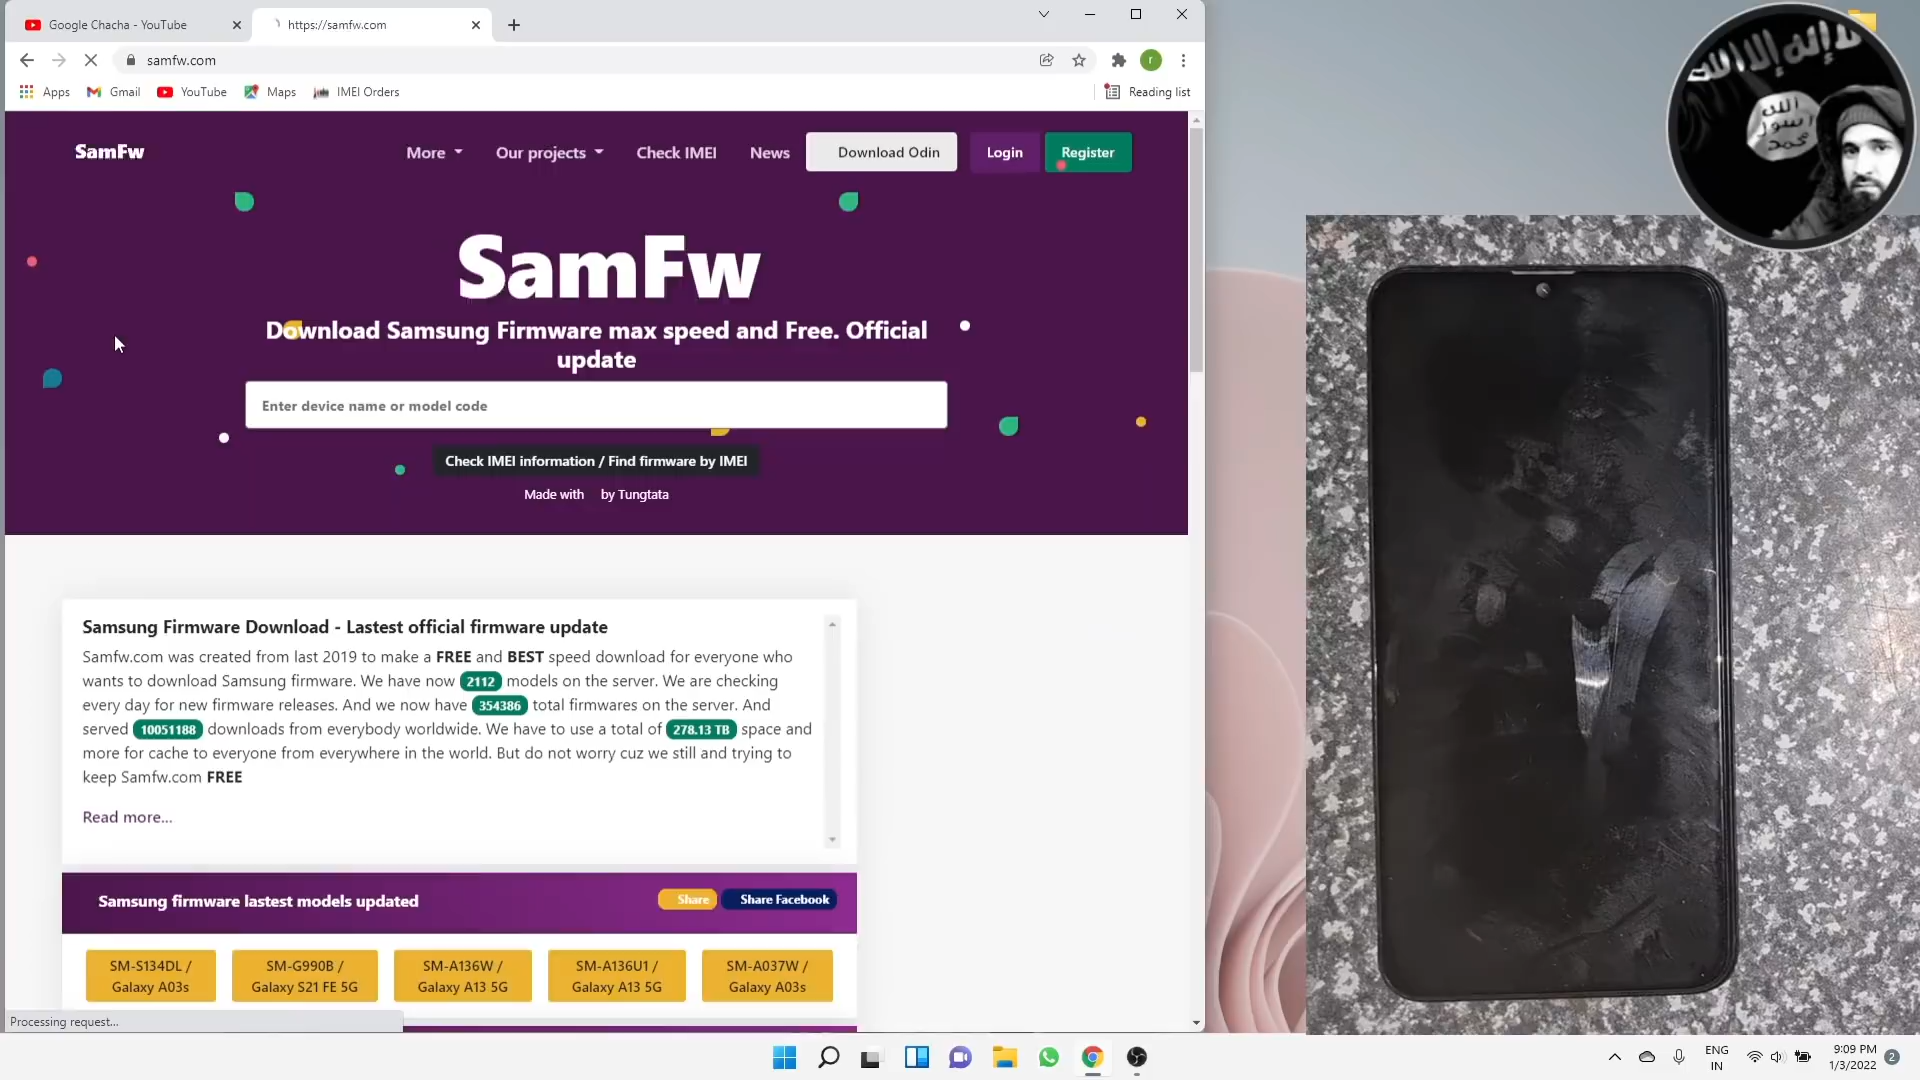 Google Chacha - YouTube
https://samfw.com
samfw.com
Apps
Gmail
YouTube
Maps
IMEI Orders
Reading list
SamFw
More
Our projects
Check IMEI
News
Download Odin
Login
Register
SamFw
Download Samsung Firmware max speed and Free. Official
update
Enter device name or model code
Check IMEI information / Find firmware by IMEI
Made with by Tungtata
Samsung Firmware Download - Lastest official firmware update
Samfw.com was created from last 2019 to make a FREE and BEST speed download for everyone who
wants to download Samsung firmware. We have now 2112 models on the server. We are checking
every day for new firmware releases. And we now have 354386 total firmwares on the server. And
served 10051188 downloads from everybody worldwide. We have to use a total of 278.13 TB space and
more for cache to everyone from everywhere in the world. But do not worry cuz we still and trying to
keep Samfw.com FREE
Read more...
Samsung firmware lastest models updated
Share
Share Facebook
SM-S134DL /
Galaxy A03s
SM-G990B /
Galaxy S21 FE 5G
SM-A136W /
Galaxy A13 5G
SM-A136U1 /
Galaxy A13 5G
SM-A037W /
Galaxy A03s
Processing request...
لا إله إلا الله
الله
رسول
محمد
r
ENG
IN
9:09 PM
1/3/2022
2